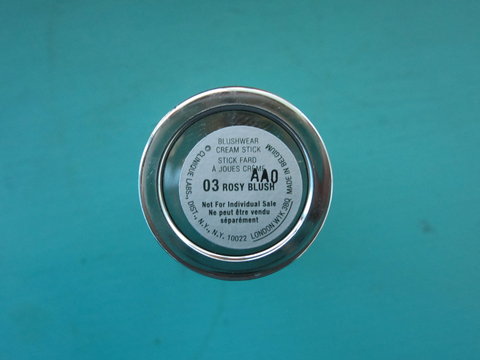 BLUSHWEAR
CREAM STICK
STICK FARD
À JOUES CRÈME
AA0
03 ROSY BLUSH
Not For Individual Sale
Ne peut être vendu
séparément
© CLINIQUE LABS., DIST., N.Y., N.Y. 10022
LONDON W1K 3BQ MADE IN BELGIUM